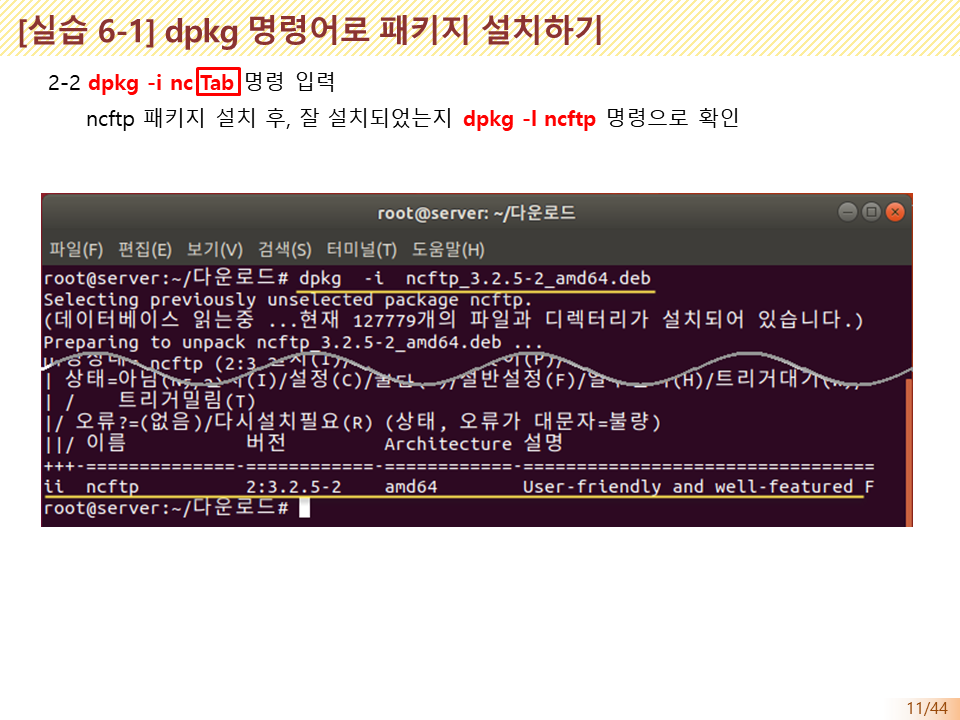 [실습 6-1] dpkg 명령어로 패키지 설치하기
2-2 dpkg -i nc Tab 명령 입력
ncftp 패키지 설치 후, 잘 설치되었는지 dpkg -l ncftp 명령으로 확인
root@server: ~/다운로드
파일(F) 편집(E) 보기(V) 검색(S) 터미널(T) 도움말(H)
root@server:~/다운로드# dpkg -i ncftp_3.2.5-2_amd64.deb
Selecting previously unselected package ncftp.
(데이터베이스 읽는중 ...현재 127779개의 파일과 디렉터리가 설치되어 있습니다.)
Preparing to unpack ncftp_3.2.5-2_amd64.deb ...
ncftp (2:3.2
| 상태=아님(N), /설정(C)/ /설반설정(F)/ (H)/트리거대기
| / 트리거밀림(T)
|/ 오류?=(없음)/다시설치필요(R) (상태, 오류가 대문자=불량)
||/ 이름 버전 Architecture 설명
+++-==============-============-============-=================================
ii ncftp 2:3.2.5-2 amd64 User-friendly and well-featured F
root@server:~/다운로드#
11/44